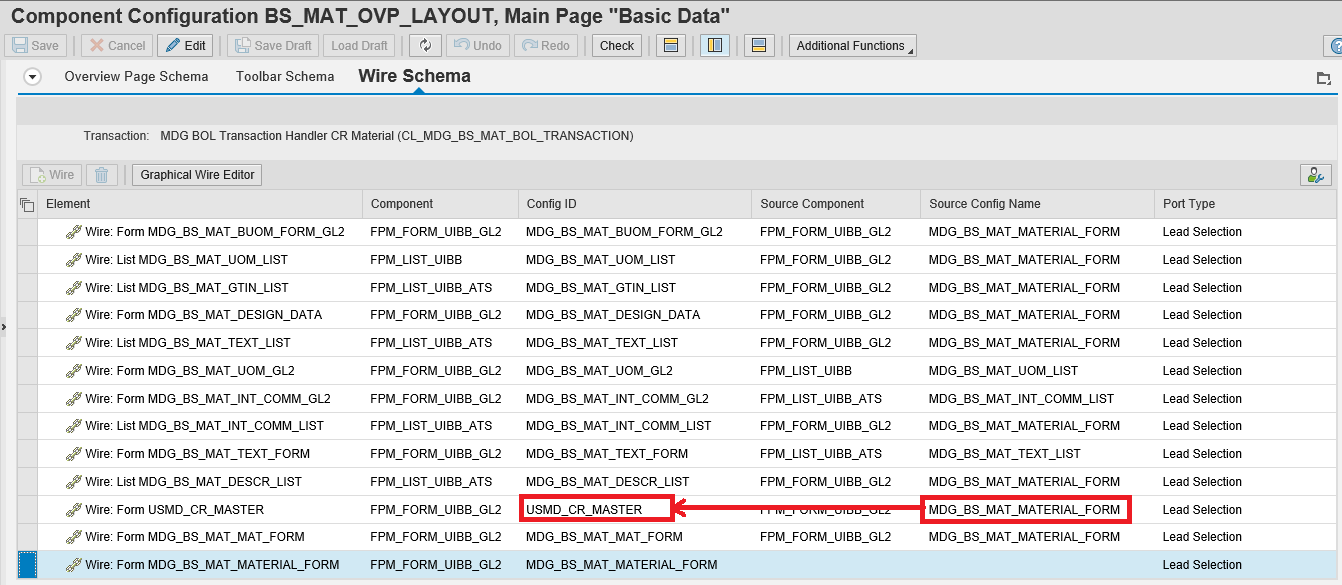 Component Configuration BS_MAT_OVP_LAYOUT, Main Page "Basic Data"
Save Cancel Edit Save Draft Load Draft Undo Redo Check Additional Functions
Overview Page Schema Toolbar Schema Wire Schema
Transaction: MDG BOL Transaction Handler CR Material (CL_MDG_BS_MAT_BOL_TRANSACTION)
Wire Graphical Wire Editor
Element Component Config ID Source Component Source Config Name Port Type
Wire: Form MDG_BS_MAT_BUOM_FORM_GL2 FPM_FORM_UIBB_GL2 MDG_BS_MAT_BUOM_FORM_GL2 FPM_FORM_UIBB_GL2 MDG_BS_MAT_MATERIAL_FORM Lead Selection
Wire: List MDG_BS_MAT_UOM_LIST FPM_LIST_UIBB MDG_BS_MAT_UOM_LIST FPM_FORM_UIBB_GL2 MDG_BS_MAT_MATERIAL_FORM Lead Selection
Wire: List MDG_BS_MAT_GTIN_LIST FPM_LIST_UIBB_ATS MDG_BS_MAT_GTIN_LIST FPM_FORM_UIBB_GL2 MDG_BS_MAT_MATERIAL_FORM Lead Selection
Wire: Form MDG_BS_MAT_DESIGN_DATA FPM_FORM_UIBB_GL2 MDG_BS_MAT_DESIGN_DATA FPM_FORM_UIBB_GL2 MDG_BS_MAT_MATERIAL_FORM Lead Selection
Wire: List MDG_BS_MAT_TEXT_LIST FPM_LIST_UIBB_ATS MDG_BS_MAT_TEXT_LIST FPM_FORM_UIBB_GL2 MDG_BS_MAT_MATERIAL_FORM Lead Selection
Wire: Form MDG_BS_MAT_UOM_GL2 FPM_FORM_UIBB_GL2 MDG_BS_MAT_UOM_GL2 FPM_LIST_UIBB MDG_BS_MAT_UOM_LIST Lead Selection
Wire: Form MDG_BS_MAT_INT_COMM_GL2 FPM_FORM_UIBB_GL2 MDG_BS_MAT_INT_COMM_GL2 FPM_LIST_UIBB_ATS MDG_BS_MAT_INT_COMM_LIST Lead Selection
Wire: List MDG_BS_MAT_INT_COMM_LIST FPM_LIST_UIBB_ATS MDG_BS_MAT_INT_COMM_LIST FPM_FORM_UIBB_GL2 MDG_BS_MAT_MATERIAL_FORM Lead Selection
Wire: Form MDG_BS_MAT_TEXT_FORM FPM_FORM_UIBB_GL2 MDG_BS_MAT_TEXT_FORM FPM_LIST_UIBB_ATS MDG_BS_MAT_TEXT_LIST Lead Selection
Wire: List MDG_BS_MAT_DESCR_LIST FPM_LIST_UIBB_ATS MDG_BS_MAT_DESCR_LIST FPM_FORM_UIBB_GL2 MDG_BS_MAT_MATERIAL_FORM Lead Selection
Wire: Form USMD_CR_MASTER FPM_FORM_UIBB_GL2 USMD_CR_MASTER FPM_FORM_UIBB_GL2 MDG_BS_MAT_MATERIAL_FORM Lead Selection
Wire: Form MDG_BS_MAT_MAT_FORM FPM_FORM_UIBB_GL2 MDG_BS_MAT_MAT_FORM FPM_FORM_UIBB_GL2 MDG_BS_MAT_MATERIAL_FORM Lead Selection
Wire: Form MDG_BS_MAT_MATERIAL_FORM FPM_FORM_UIBB_GL2 MDG_BS_MAT_MATERIAL_FORM Lead Selection